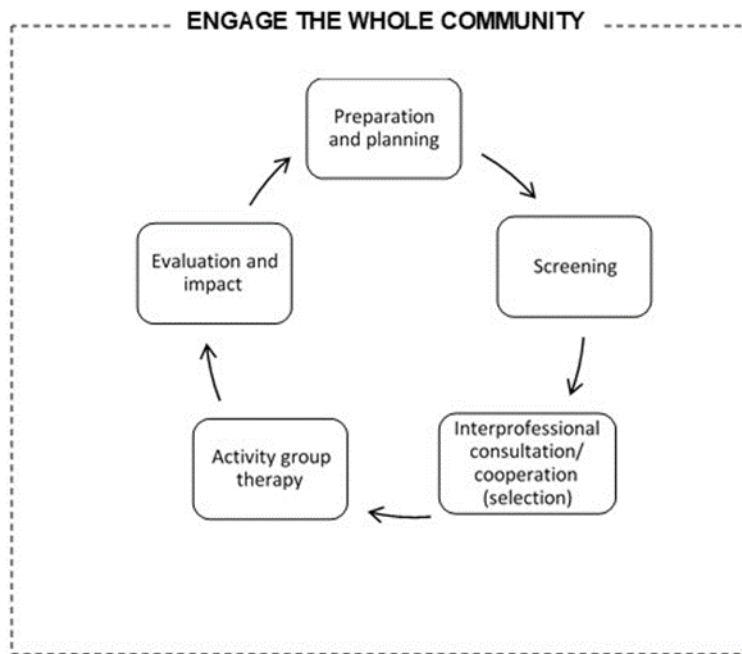 ENGAGE THE WHOLE COMMUNITY
Preparation
and planning
Screening
Interprofessional
consultation/
cooperation
(selection)
Activity group
therapy
Evaluation and
impact